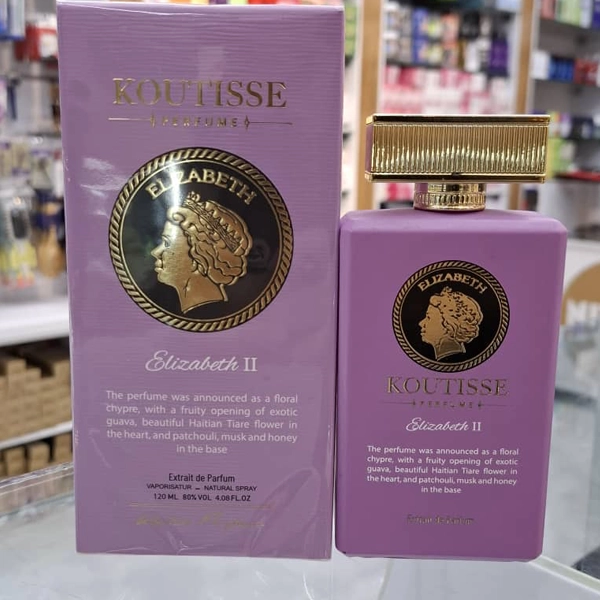 KOUTISSE
PERFUME
ELIZABETH
Elizabeth II
The perfume was announced as a floral
chypre, with a fruity opening of exotic
guava, beautiful Haitian Tiare flower in
the heart, and patchouli, musk and honey
in the base
Extrait de Parfum
VAPORISATUR – NATURAL SPRAY
120 ML 80% VOL 4.08 FL.OZ
ELIZABETH
KOUTISSE
PERFUME
Elizabeth II
The perfume was announced as a floral
chypre, with a fruity opening of exotic
guava, beautiful Haitian Tiare flower in
the heart, and patchouli, musk and honey
in the base
Extrait de Parfum